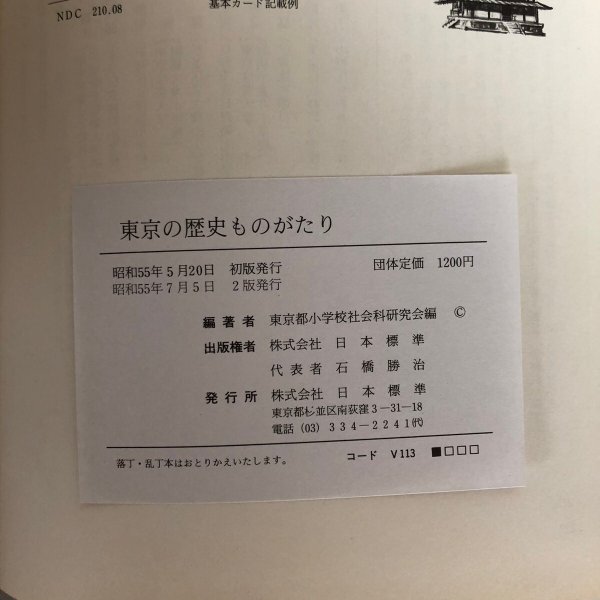 NDC 210.08
基本カード記載例
東京の歴史ものがたり
昭和55年5月20日 初版発行 団体定価 1200円
昭和55年7月5日 2版発行
編著者 東京都小学校社会科研究会編 ©
出版権者 株式会社 日本標準
代表者 石橋勝治
発行所 株式会社 日本標準
東京都杉並区南荻窪3―31―18
電話(03)334―2241(代)
落丁・乱丁本はおとりかえいたします。 コード V113 ■□□□